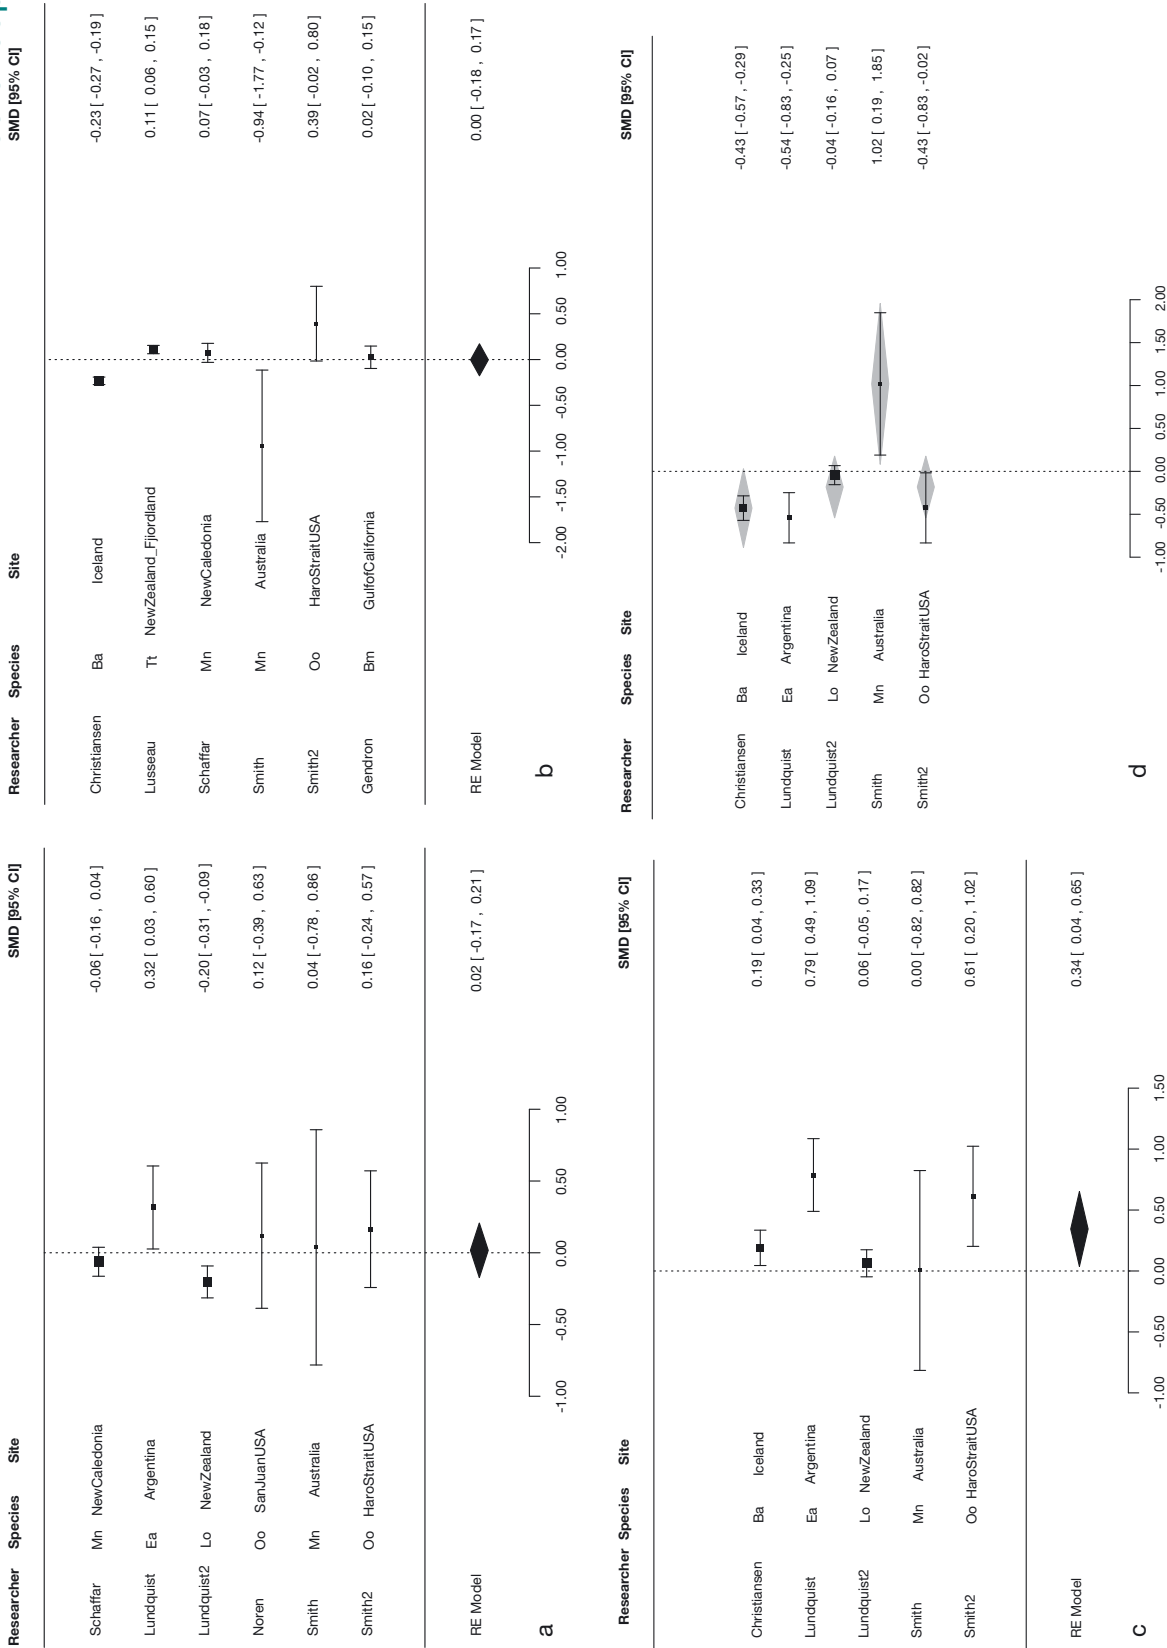 Researcher Species Site SMD [95% CI]
Schaffar Mn NewCaledonia -0.06 [ -0.16 , 0.04 ]
Lundquist Ea Argentina 0.32 [ 0.03 , 0.60 ]
Lundquist2 Lo NewZealand -0.20 [ -0.31 , -0.09 ]
Noren Oo SanJuanUSA 0.12 [ -0.39 , 0.63 ]
Smith Mn Australia 0.04 [ -0.78 , 0.86 ]
Smith2 Oo HaroStraitUSA 0.16 [ -0.24 , 0.57 ]
RE Model 0.02 [ -0.17 , 0.21 ]
-1.00 -0.50 0.00 0.50 1.00
a
Researcher Species Site SMD [95% CI]
Christiansen Ba Iceland -0.23 [ -0.27 , -0.19 ]
Lusseau Tt NewZealand_Fjiordland 0.11 [ 0.06 , 0.15 ]
Schaffar Mn NewCaledonia 0.07 [ -0.03 , 0.18 ]
Smith Mn Australia -0.94 [ -1.77 , -0.12 ]
Smith2 Oo HaroStraitUSA 0.39 [ -0.02 , 0.80 ]
Gendron Bm GulfofCalifornia 0.02 [ -0.10 , 0.15 ]
RE Model 0.00 [ -0.18 , 0.17 ]
-2.00 -1.50 -1.00 -0.50 0.00 0.50 1.00
b
Researcher Species Site SMD [95% CI]
Christiansen Ba Iceland 0.19 [ 0.04 , 0.33 ]
Lundquist Ea Argentina 0.79 [ 0.49 , 1.09 ]
Lundquist2 Lo NewZealand 0.06 [ -0.05 , 0.17 ]
Smith Mn Australia 0.00 [ -0.82 , 0.82 ]
Smith2 Oo HaroStraitUSA 0.61 [ 0.20 , 1.02 ]
RE Model 0.34 [ 0.04 , 0.65 ]
-1.00 -0.50 0.00 0.50 1.00 1.50
c
Researcher Species Site SMD [95% CI]
Christiansen Ba Iceland -0.43 [ -0.57 , -0.29 ]
Lundquist Ea Argentina -0.54 [ -0.83 , -0.25 ]
Lundquist2 Lo NewZealand -0.04 [ -0.16 , 0.07 ]
Smith Mn Australia 1.02 [ 0.19 , 1.85 ]
Smith2 Oo HaroStraitUSA -0.43 [ -0.83 , -0.02 ]
-1.00 -0.50 0.00 0.50 1.00 1.50 2.00
d